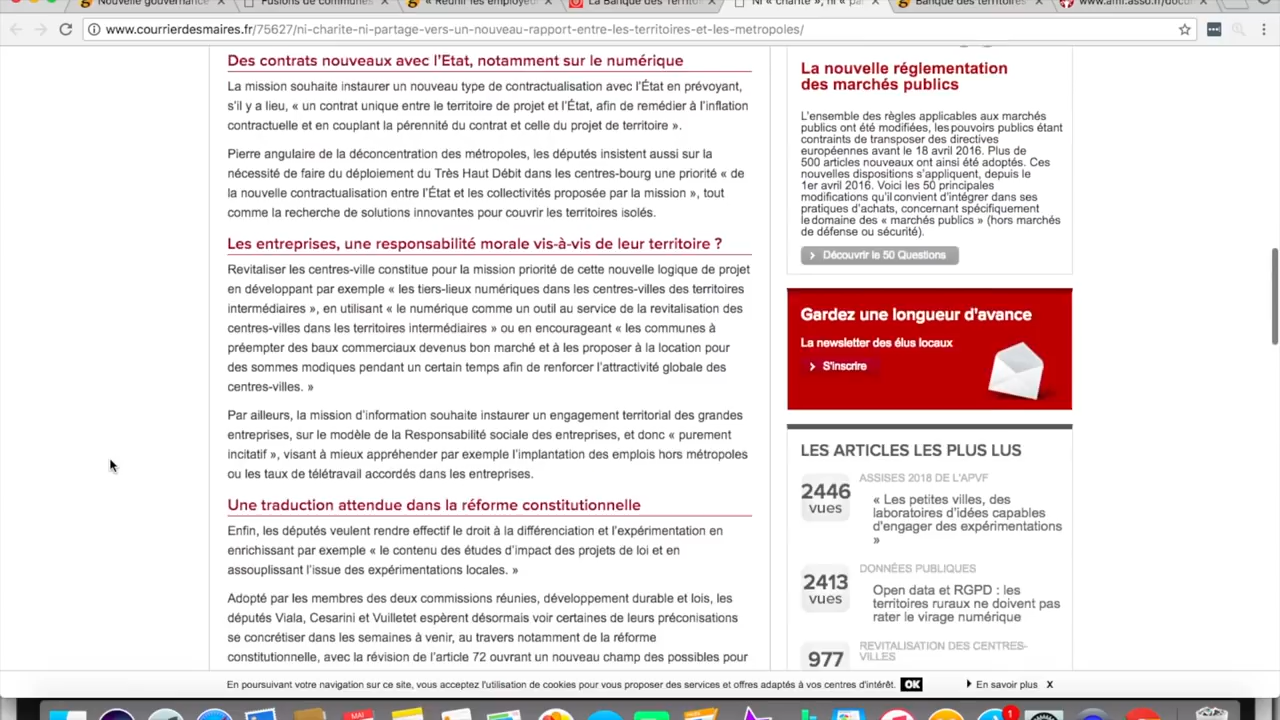 Nouvelle gouvernance
Fusions de communes
« Réunir les employeu
La Banque des Territoi
Ni « charité », ni « pa
Banque des territoires
www.amf.asso.fr/docum
www.courrierdesmaires.fr/75627/ni-charite-ni-partage-vers-un-nouveau-rapport-entre-les-territoires-et-les-metropoles/
Des contrats nouveaux avec l'Etat, notamment sur le numérique
La mission souhaite instaurer un nouveau type de contractualisation avec l'État en prévoyant,
s'il y a lieu, « un contrat unique entre le territoire de projet et l'État, afin de remédier à l'inflation
contractuelle et en couplant la pérennité du contrat et celle du projet de territoire ».
Pierre angulaire de la déconcentration des métropoles, les députés insistent aussi sur la
nécessité de faire du déploiement du Très Haut Débit dans les centres-bourg une priorité « de
la nouvelle contractualisation entre l'État et les collectivités proposée par la mission », tout
comme la recherche de solutions innovantes pour couvrir les territoires isolés.
Les entreprises, une responsabilité morale vis-à-vis de leur territoire ?
Revitaliser les centres-ville constitue pour la mission priorité de cette nouvelle logique de projet
en développant par exemple « les tiers-lieux numériques dans les centres-villes des territoires
intermédiaires », en utilisant « le numérique comme un outil au service de la revitalisation des
centres-villes dans les territoires intermédiaires » ou en encourageant « les communes à
préempter des baux commerciaux devenus bon marché et à les proposer à la location pour
des sommes modiques pendant un certain temps afin de renforcer l'attractivité globale des
centres-villes. »
Par ailleurs, la mission d'information souhaite instaurer un engagement territorial des grandes
entreprises, sur le modèle de la Responsabilité sociale des entreprises, et donc « purement
incitatif », visant à mieux appréhender par exemple l'implantation des emplois hors métropoles
ou les taux de télétravail accordés dans les entreprises.
Une traduction attendue dans la réforme constitutionnelle
Enfin, les députés veulent rendre effectif le droit à la différenciation et l'expérimentation en
enrichissant par exemple « le contenu des études d'impact des projets de loi et en
assouplissant l'issue des expérimentations locales. »
Adopté par les membres des deux commissions réunies, développement durable et lois, les
députés Viala, Cesarini et Vuilletet espèrent désormais voir certaines de leurs préconisations
se concrétiser dans les semaines à venir, au travers notamment de la réforme
constitutionnelle, avec la révision de l'article 72 ouvrant un nouveau champ des possibles pour
La nouvelle réglementation
des marchés publics
L'ensemble des règles applicables aux marchés
publics ont été modifiées, les pouvoirs publics étant
contraints de transposer des directives
européennes avant le 18 avril 2016. Plus de
500 articles nouveaux ont ainsi été adoptés. Ces
nouvelles dispositions s'appliquent, depuis le
1er avril 2016. Voici les 50 principales
modifications qu'il convient d'intégrer dans ses
pratiques d'achats, concernant spécifiquement
le domaine des « marchés publics » (hors marchés
de défense ou sécurité).
Découvrir le 50 Questions
Gardez une longueur d'avance
La newsletter des élus locaux
S'inscrire
LES ARTICLES LES PLUS LUS
2446
vues
ASSISES 2018 DE L'APVF
« Les petites villes, des
laboratoires d'idées capables
d'engager des expérimentations
»
2413
vues
DONNÉES PUBLIQUES
Open data et RGPD : les
territoires ruraux ne doivent pas
rater le virage numérique
977
vues
REVITALISATION DES CENTRES-
VILLES
En poursuivant votre navigation sur ce site, vous acceptez l'utilisation de cookies pour vous proposer des services et offres adaptés à vos centres d'intérêt. OK
En savoir plus X
MAI
1